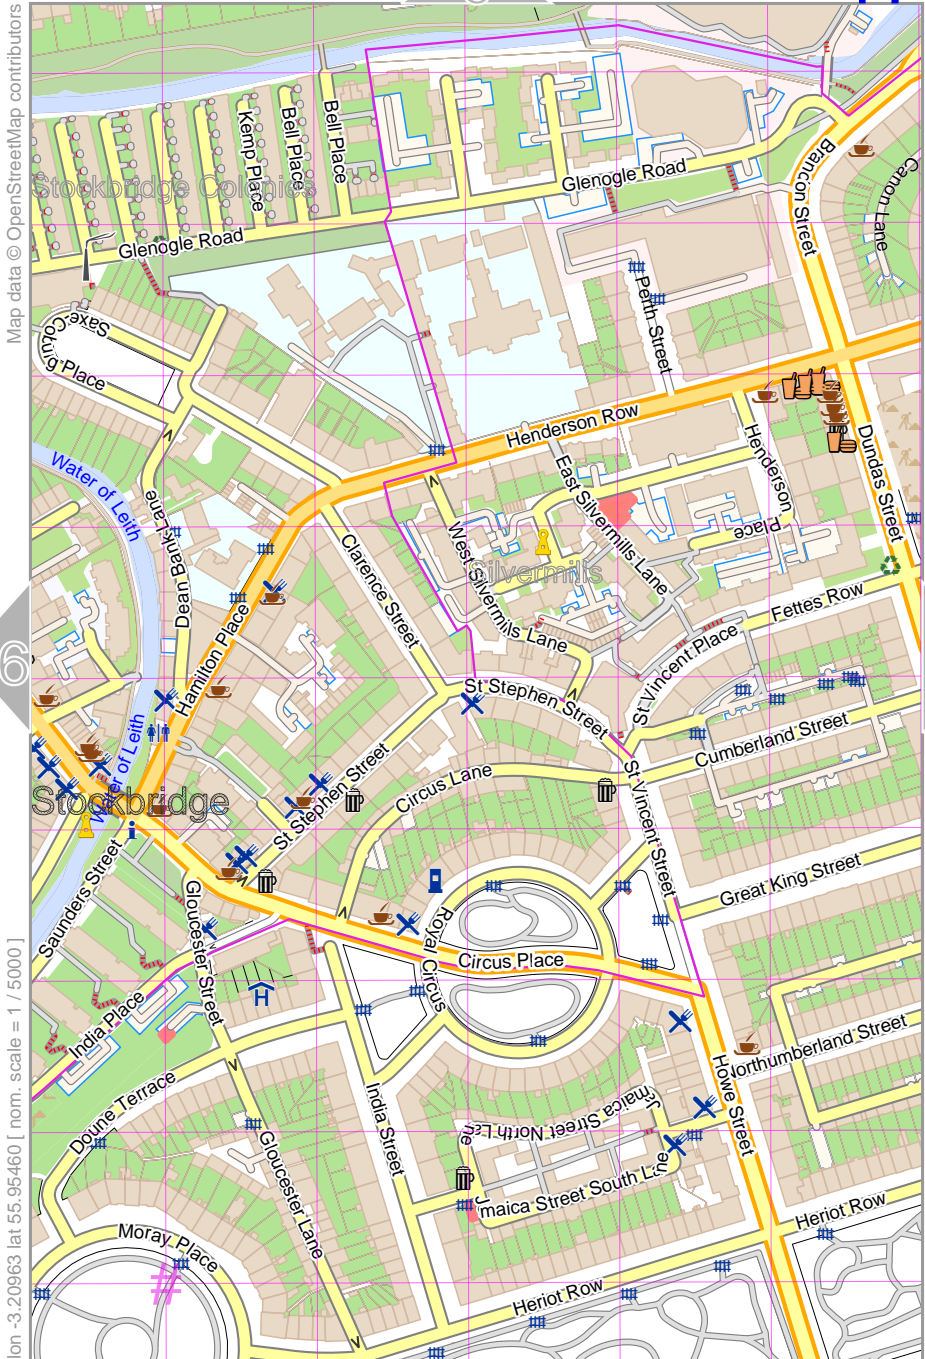 Map data © OpenStreetMap contributors
lon -3.20963 lat 55.95460 [ nom. scale = 1 / 5000 ]
6
Bell Place
Bell Place
Kemp Place
Stockbridge Colonies
Glenogle Road
Glenogle Road
Brandon Street
Canon Lane
Perth Street
Saxe Coburg Place
Henderson Row
Henderson Place
Dundas Street
Water of Leith
Dean Bank Lane
East Silvermills Lane
West Silvermills Lane
Silvermills
Clarence Street
Fettes Row
Hamilton Place
St Vincent Place
St Stephen Street
Cumberland Street
Water of Leith
Circus Lane
St Stephen Street
Stockbridge
St Vincent Street
Great King Street
Saunders Street
Gloucester Street
Royal Circus
Circus Place
H
India Place
Northumberland Street
Howe Street
Doune Terrace
India Street
Jamaica Street North Lane
Gloucester Lane
Jamaica Street South Lane
Moray Place
Heriot Row
Heriot Row